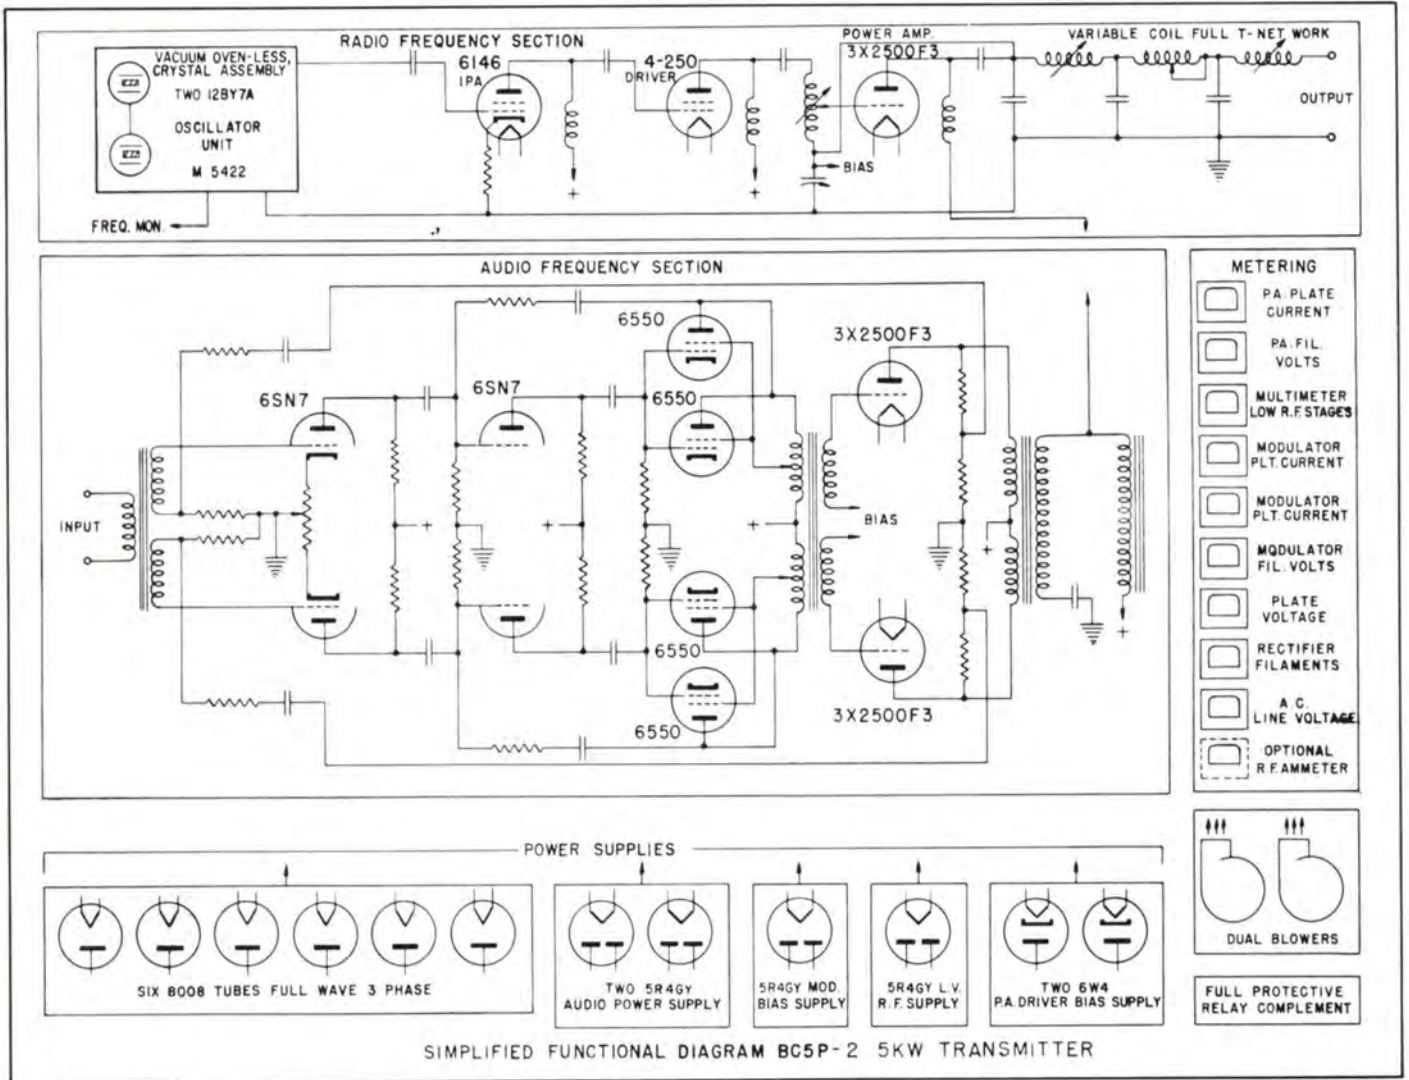 RADIO FREQUENCY SECTION
VACUUM OVEN-LESS,
CRYSTAL ASSEMBLY
TWO 12BY7A
OSCILLATOR
UNIT
M 5422
FREQ. MON.
6146
IPA
+
4-250
DRIVER
+
POWER AMP.
3X2500F3
BIAS
VARIABLE COIL FULL T-NETWORK
OUTPUT
AUDIO FREQUENCY SECTION
INPUT
6SN7
+
6SN7
+
6550
6550
6550
6550
+
3X2500F3
BIAS
3X2500F3
+
+
METERING
P.A. PLATE
CURRENT
P.A. FIL.
VOLTS
MULTIMETER
LOW R.F. STAGES
MODULATOR
PLT. CURRENT
MODULATOR
PLT. CURRENT
MODULATOR
FIL. VOLTS
PLATE
VOLTAGE
RECTIFIER
FILAMENTS
A.C.
LINE VOLTAGE
OPTIONAL
R.F. AMMETER
POWER SUPPLIES
SIX 8008 TUBES FULL WAVE 3 PHASE
TWO 5R4GY
AUDIO POWER SUPPLY
5R4GY MOD.
BIAS SUPPLY
5R4GY L.V.
R.F. SUPPLY
TWO 6W4
P.A. DRIVER BIAS SUPPLY
DUAL BLOWERS
FULL PROTECTIVE
RELAY COMPLEMENT
SIMPLIFIED FUNCTIONAL DIAGRAM BC5P-2 5KW TRANSMITTER